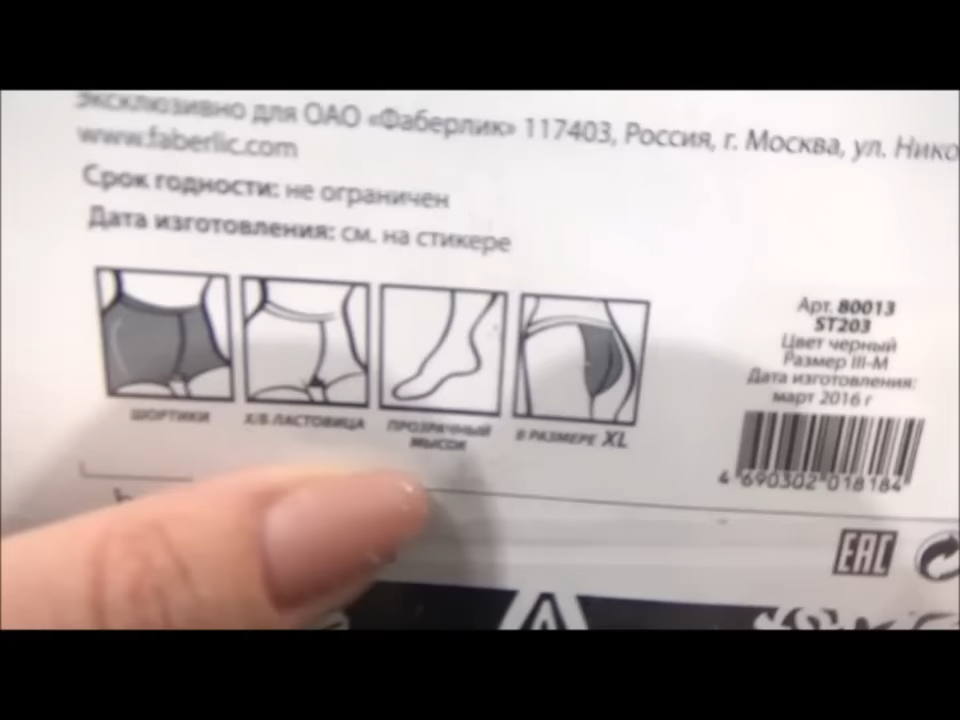 Эксклюзивно для ОАО «Фаберлик» 117403, Россия, г. Москва, ул. Нико
www.faberlic.com
Срок годности: не ограничен
Дата изготовления: см. на стикере
ШОРТИКИ
Х/Б ЛАСТОВИЦА
ПРОЗРАЧНЫЙ
МЫСОК
В РАЗМЕРЕ XL
Арт. 80013
ST203
Цвет черный
Размер III-M
Дата изготовления:
март 2016 г
4 690302 018184
EAC